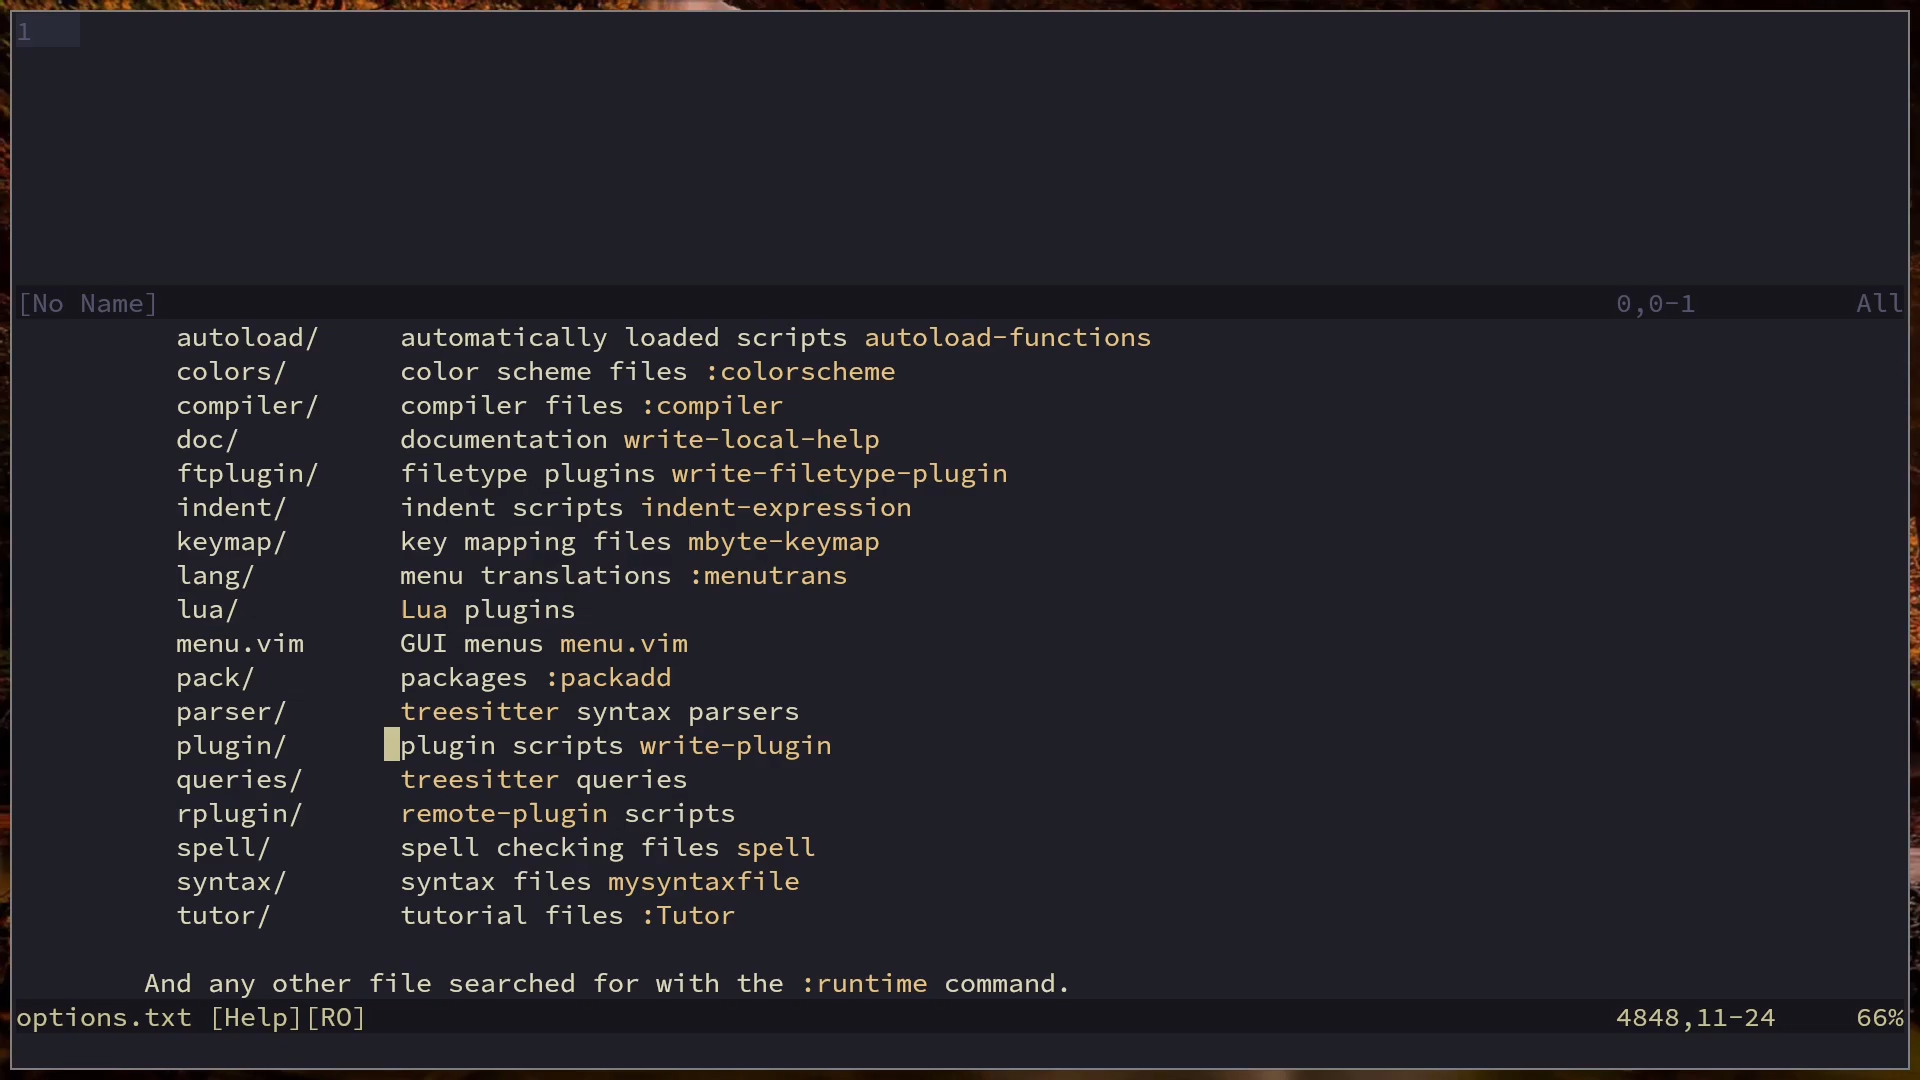 1
[No Name] 0,0-1 All
autoload/ automatically loaded scripts autoload-functions
colors/ color scheme files :colorscheme
compiler/ compiler files :compiler
doc/ documentation write-local-help
ftplugin/ filetype plugins write-filetype-plugin
indent/ indent scripts indent-expression
keymap/ key mapping files mbyte-keymap
lang/ menu translations :menutrans
lua/ Lua plugins
menu.vim GUI menus menu.vim
pack/ packages :packadd
parser/ treesitter syntax parsers
plugin/ plugin scripts write-plugin
queries/ treesitter queries
rplugin/ remote-plugin scripts
spell/ spell checking files spell
syntax/ syntax files mysyntaxfile
tutor/ tutorial files :Tutor
And any other file searched for with the :runtime command.
options.txt [Help][RO] 4848,11-24 66%